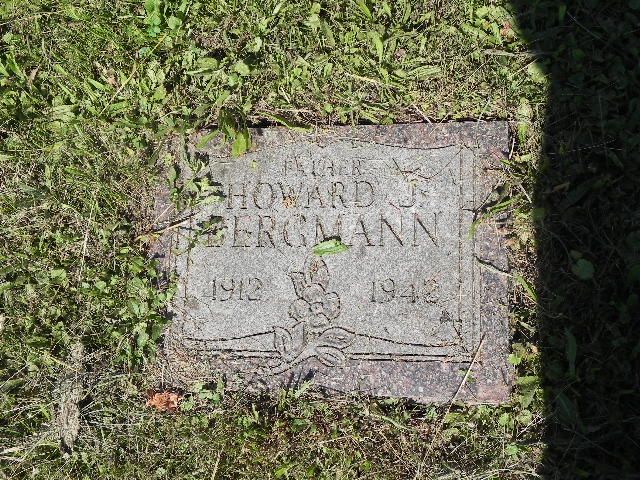 FATHER
HOWARD J.
BERGMANN
1912 1942